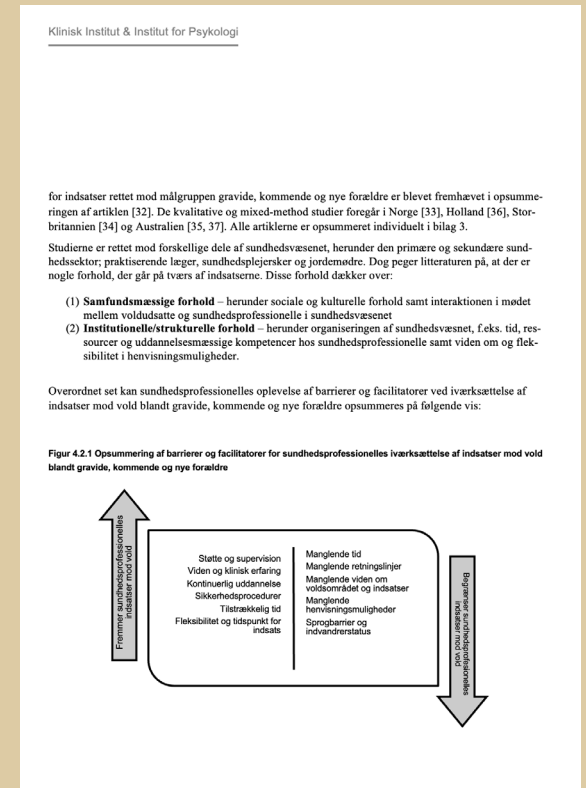 Klinisk Institut & Institut for Psykologi
for indsatser rettet mod målgruppen gravide, kommende og nye forældre er blevet fremhævet i opsumme-
ringen af artiklen [32]. De kvalitative og mixed-method studier foregår i Norge [33], Holland [36], Stor-
britannien [34] og Australien [35, 37]. Alle artiklerne er opsummeret individuelt i bilag 3.
Studierne er rettet mod forskellige dele af sundhedsvæsenet, herunder den primære og sekundære sund-
hedssektor; praktiserende læger, sundhedsplejersker og jordemødre. Dog peger litteraturen på, at der er
nogle forhold, der går på tværs af indsatserne. Disse forhold dækker over:
(1) Samfundsmæssige forhold – herunder sociale og kulturelle forhold samt interaktionen i mødet
mellem voldudsatte og sundhedsprofessionelle i sundhedsvæsenet
(2) Institutionelle/strukturelle forhold – herunder organiseringen af sundhedsvæsnet, f.eks. tid, res-
sourcer og uddannelsesmæssige kompetencer hos sundhedsprofessionelle samt viden om og flek-
sibilitet i henvisningsmuligheder.
Overordnet set kan sundhedsprofessionelles oplevelse af barrierer og facilitatorer ved iværksættelse af
indsatser mod vold blandt gravide, kommende og nye forældre opsummeres på følgende vis:
Figur 4.2.1 Opsummering af barrierer og facilitatorer for sundhedsprofessionelles iværksættelse af indsatser mod vold
blandt gravide, kommende og nye forældre
Fremmer sundhedsprofessionelles
indsatser mod vold
Støtte og supervision
Viden og klinisk erfaring
Kontinuerlig uddannelse
Sikkerhedsprocedurer
Tilstrækkelig tid
Fleksibilitet og tidspunkt for
indsats
Manglende tid
Manglende retningslinjer
Manglende viden om
voldsområdet og indsatser
Manglende
henvisningsmuligheder
Sprogbarrier og
indvandrerstatus
Begrænser sundhedsprofesionelles
indsatser mod vold